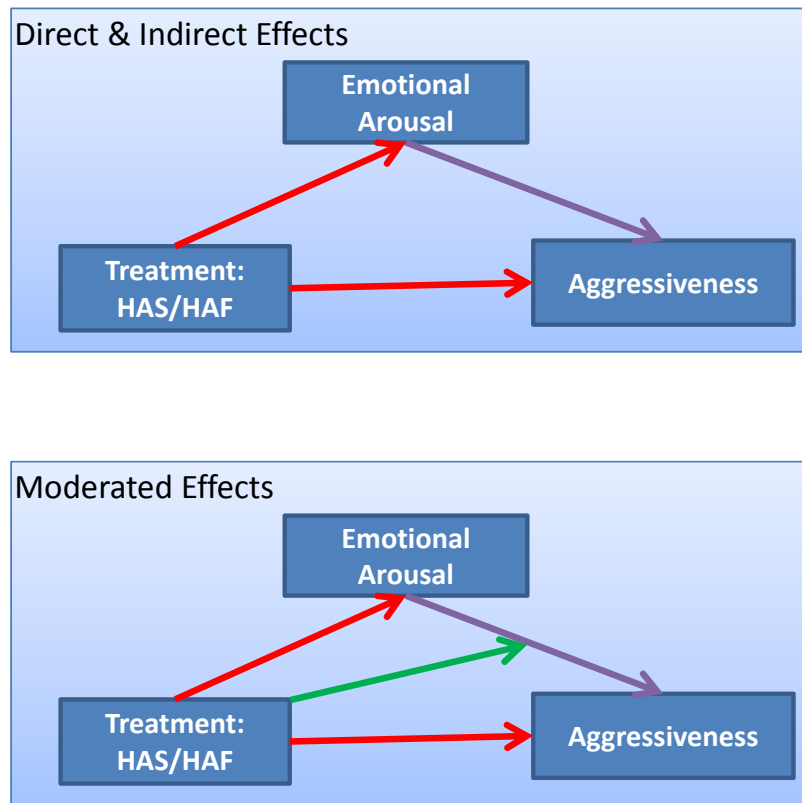 Direct & Indirect Effects
Emotional
Arousal
Treatment:
HAS/HAF
Aggressiveness
Moderated Effects
Emotional
Arousal
Treatment:
HAS/HAF
Aggressiveness